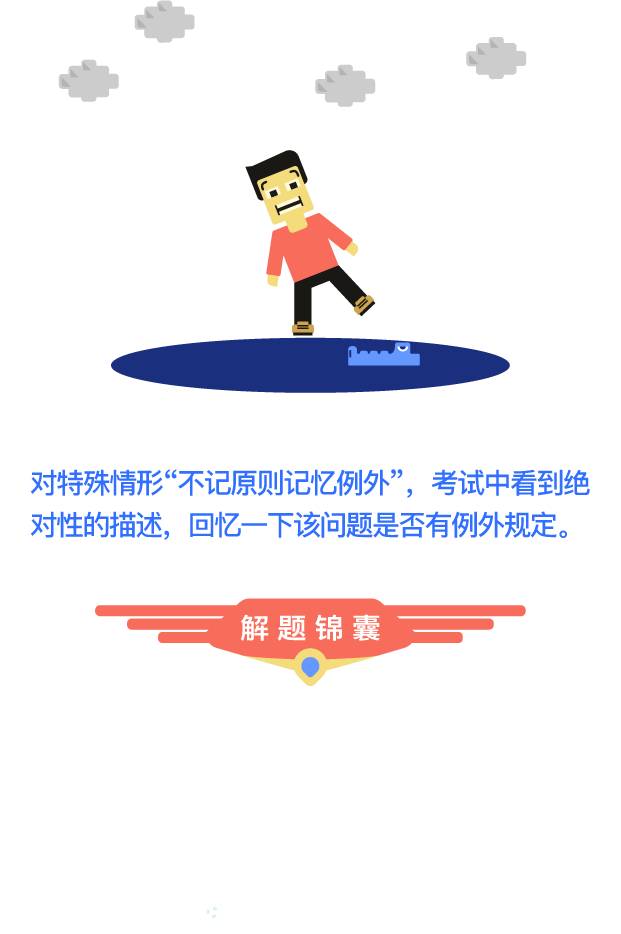 对特殊情形“不记原则记忆例外”，考试中看到绝
对性的描述，回忆一下该问题是否有例外规定。
解题锦囊